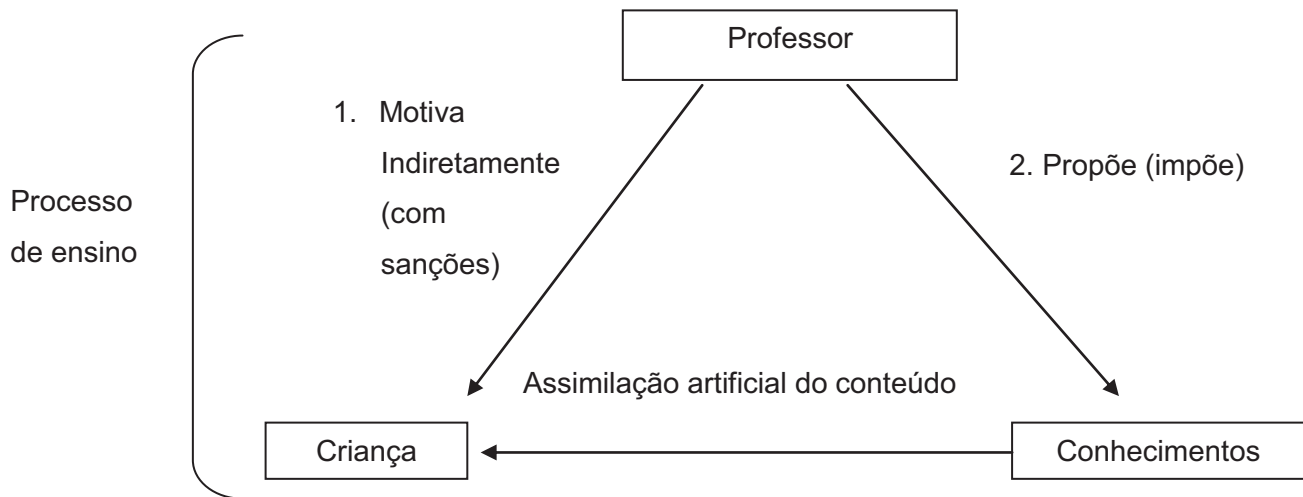 Professor
1. Motiva
Indiretamente
(com
sanções)
2. Propõe (impõe)
Processo
de ensino
Assimilação artificial do conteúdo
Criança
Conhecimentos